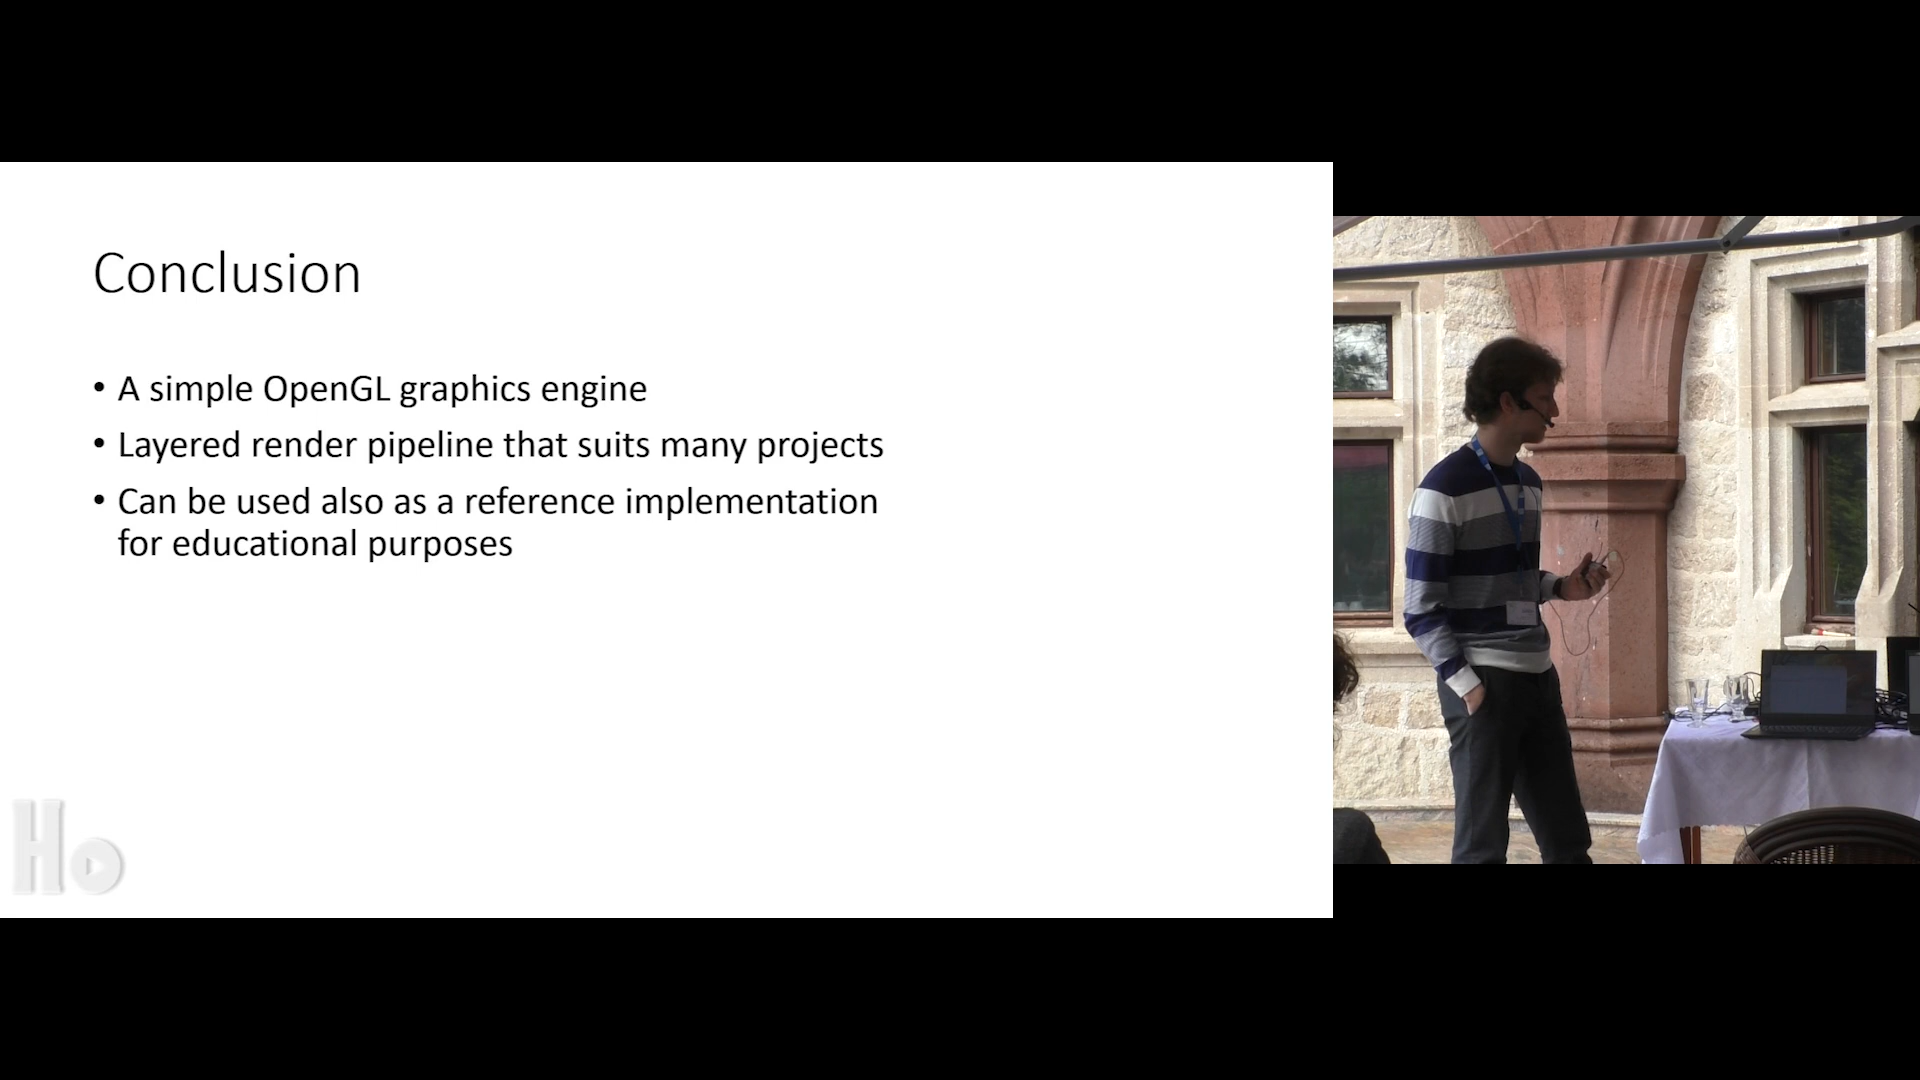 Conclusion
• A simple OpenGL graphics engine
• Layered render pipeline that suits many projects
• Can be used also as a reference implementation
for educational purposes
Ho